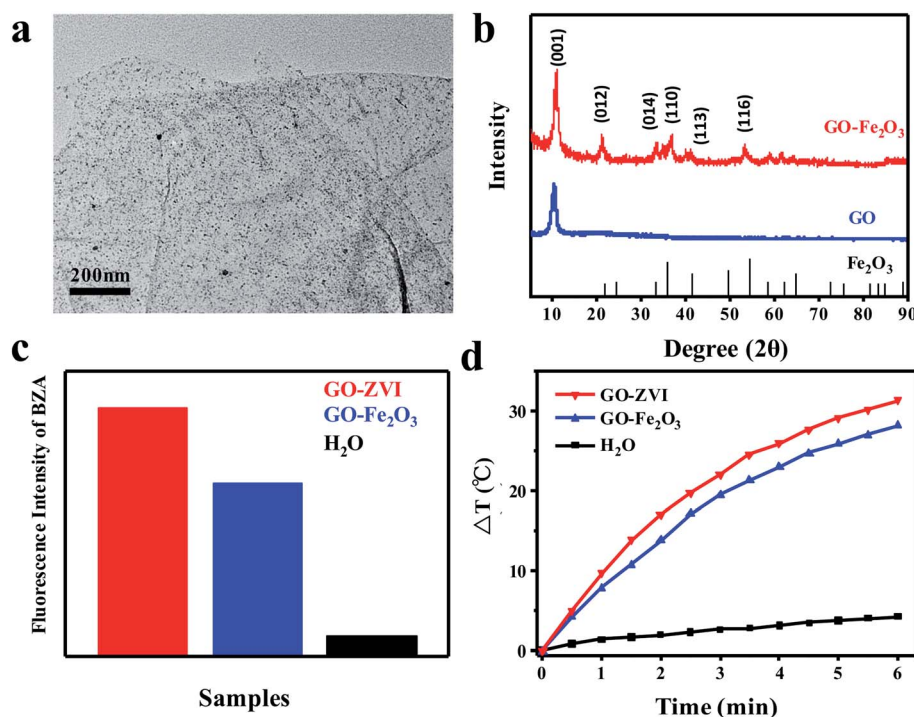 a
200nm
b
Intensity
(001)
(012)
(014)
(110)
(113)
(116)
GO-Fe₂O₃
GO
Fe₂O₃
10 20 30 40 50 60 70 80 90
Degree (2θ)
c
Fluorescence Intensity of BZA
GO-ZVI
GO-Fe₂O₃
H₂O
Samples
d
△T (℃)
30
20
10
0
GO-ZVI
GO-Fe₂O₃
H₂O
0 1 2 3 4 5 6
Time (min)